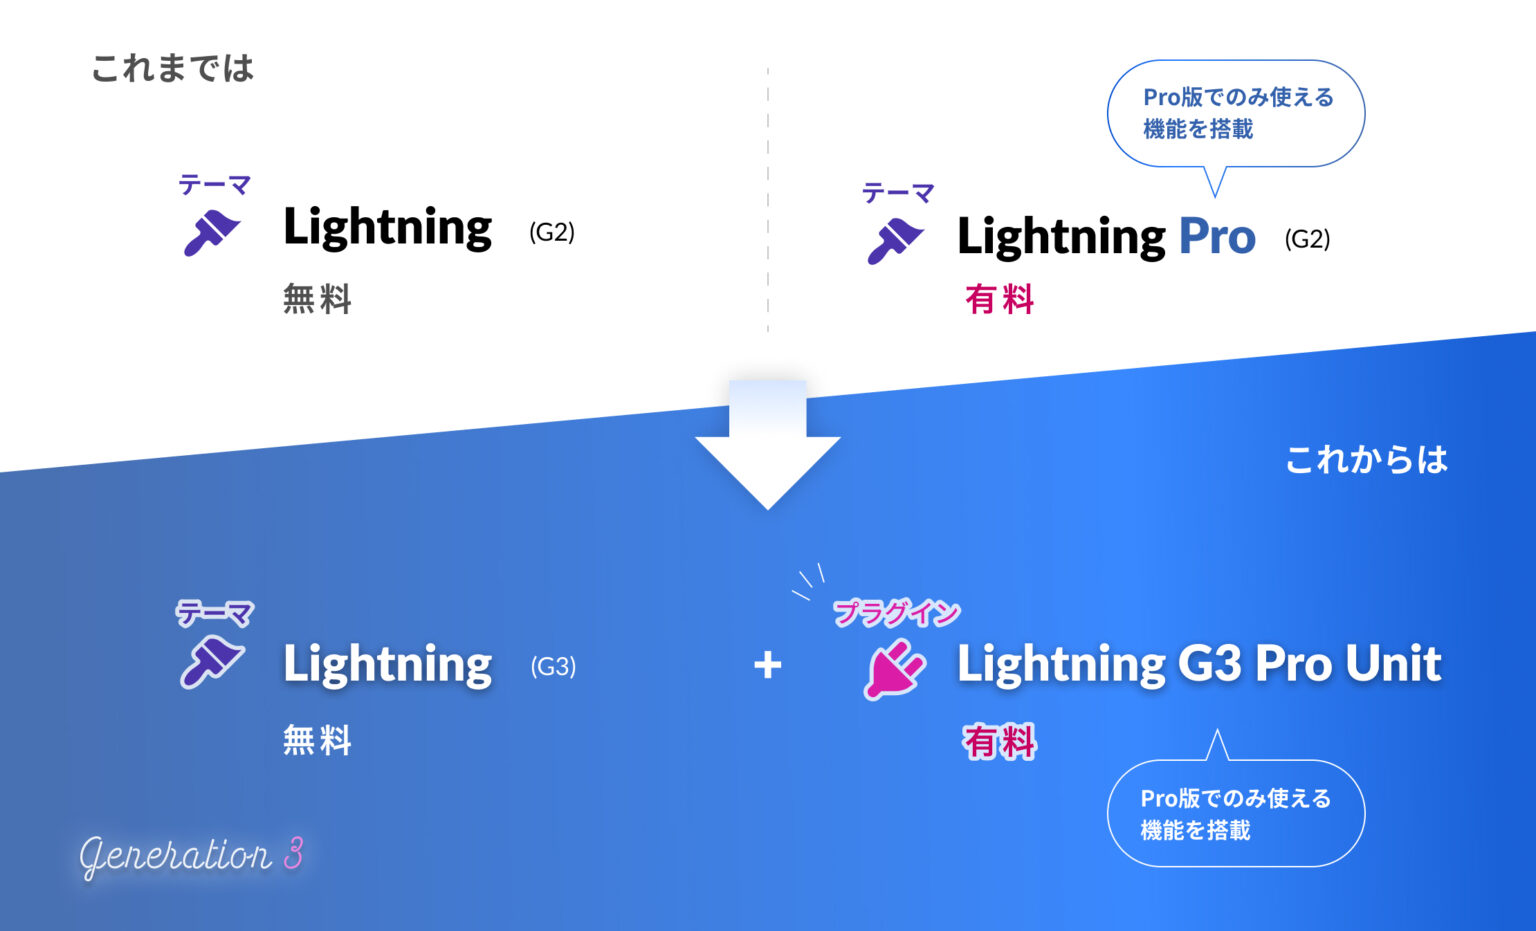 これまでは
テーマ
Lightning (G2)
無料
Pro版でのみ使える
機能を搭載
テーマ
Lightning Pro (G2)
有料
これからは
テーマ
Lightning (G3)
無料
+
プラグイン
Lightning G3 Pro Unit
有料
Pro版でのみ使える
機能を搭載
Generation 3